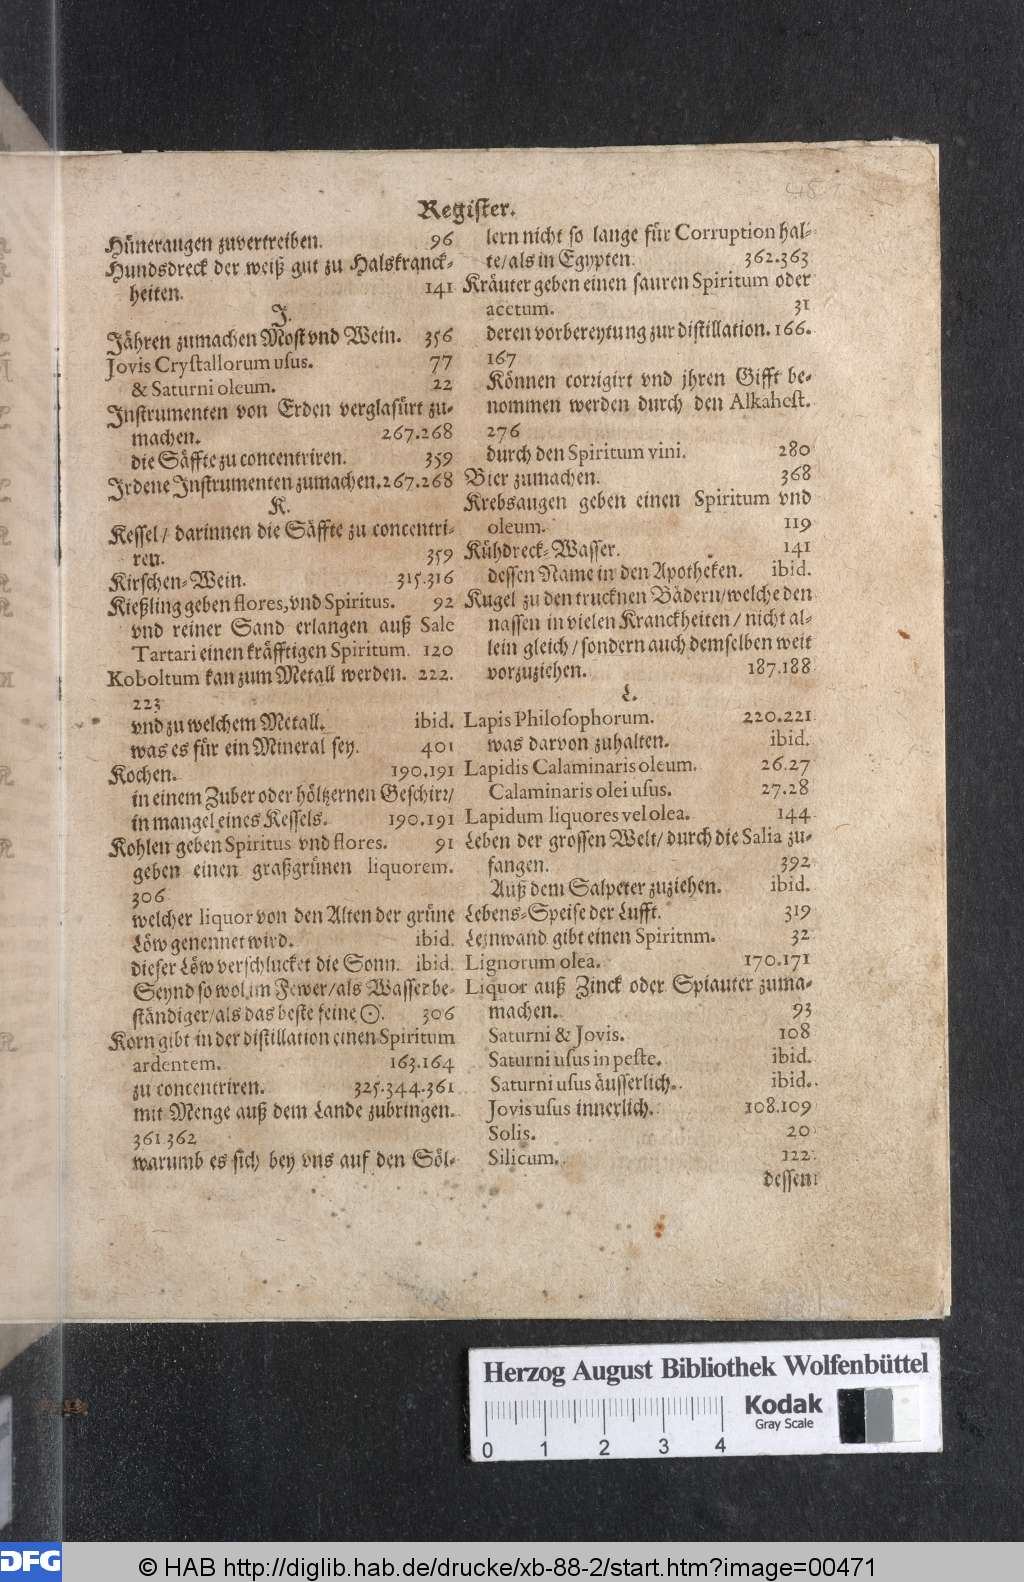 Register.
Hüneraugen zuvertreiben. 96
Hundsdreck der weiß gut zu Halskranck-
heiten. 141
J.
Jähren zumachen Most vnd Wein. 356
Jovis Crystallorum usus. 77
& Saturni oleum. 22
Instrumenten von Erden verglasürt zu-
machen. 267.268
die Säffte zu concentriren. 359
Irdene Instrumenten zumachen. 267.268
K.
Kessel/ darinnen die Säffte zu concentri-
ren. 359
Kirschen-Wein. 315.316
Kießling geben flores, vnd Spiritus. 92
vnd reiner Sand erlangen auß Sale
Tartari einen kräfftigen Spiritum. 120
Koboltum kan zum Metall werden. 222.
223
vnd zu welchem Metall. ibid.
was es für ein Mineral sey. 401
Kochen. 190.191
in einem Zuber oder höltzernen Geschirr/
in mangel eines Kessels. 190.191
Kohlen geben Spiritus vnd flores. 91
geben einen graßgrünen liquorem.
306
welcher liquor von den Alten der grüne
Löw genennet wird. ibid.
dieser Löw verschlucket die Sonn. ibid.
Seynd so wol im Fewer/als Wasser be-
ständiger/als das beste feine ☉. 306
Korn gibt in der distillation einen Spiritum
ardentem. 163.164
zu concentriren. 325.344.361
mit Menge auß dem Lande zubringen.
361 362
warumb es sich bey vns auf den Söl-
lern nicht so lange für Corruption hal-
te/als in Egypten. 362.363
Kräuter geben einen sauren Spiritum oder
acetum. 31
deren vorbereytung zur distillation. 166.
167
Können corrigirt vnd jhren Gifft be-
nommen werden durch den Alkahest.
276
durch den Spiritum vini. 280
Bier zumachen. 368
Krebsaugen geben einen Spiritum vnd
oleum. 119
Kühdreck-Wasser. 141
dessen Name in den Apotheken. ibid.
Kugel zu den trucknen Bädern/welche den
nassen in vielen Kranckheiten/ nicht al-
lein gleich/ sondern auch demselben weit
vorzuziehen. 187.188
L.
Lapis Philosophorum. 220.221
was darvon zuhalten. ibid.
Lapidis Calaminaris oleum. 26.27
Calaminaris olei usus. 27.28
Lapidum liquores vel olea. 144
Leben der grossen Welt/ durch die Salia zu-
fangen. 392
Auß dem Salpeter zuziehen. ibid.
Lebens-Speise der Lufft. 319
Leinwand gibt einen Spiritnm. 32
Lignorum olea. 170.171
Liquor auß Zinck oder Spiauter zuma-
machen. 93
Saturni & Jovis. 108
Saturni usus in peste. ibid.
Saturni usus äusserlich. ibid.
Jovis usus innerlich. 108.109
Solis. 20
Silicum. 122
dessen
Herzog August Bibliothek Wolfenbüttel
0 1 2 3 4
Kodak
Gray Scale
DFG
© HAB http://diglib.hab.de/drucke/xb-88-2/start.htm?image=00471